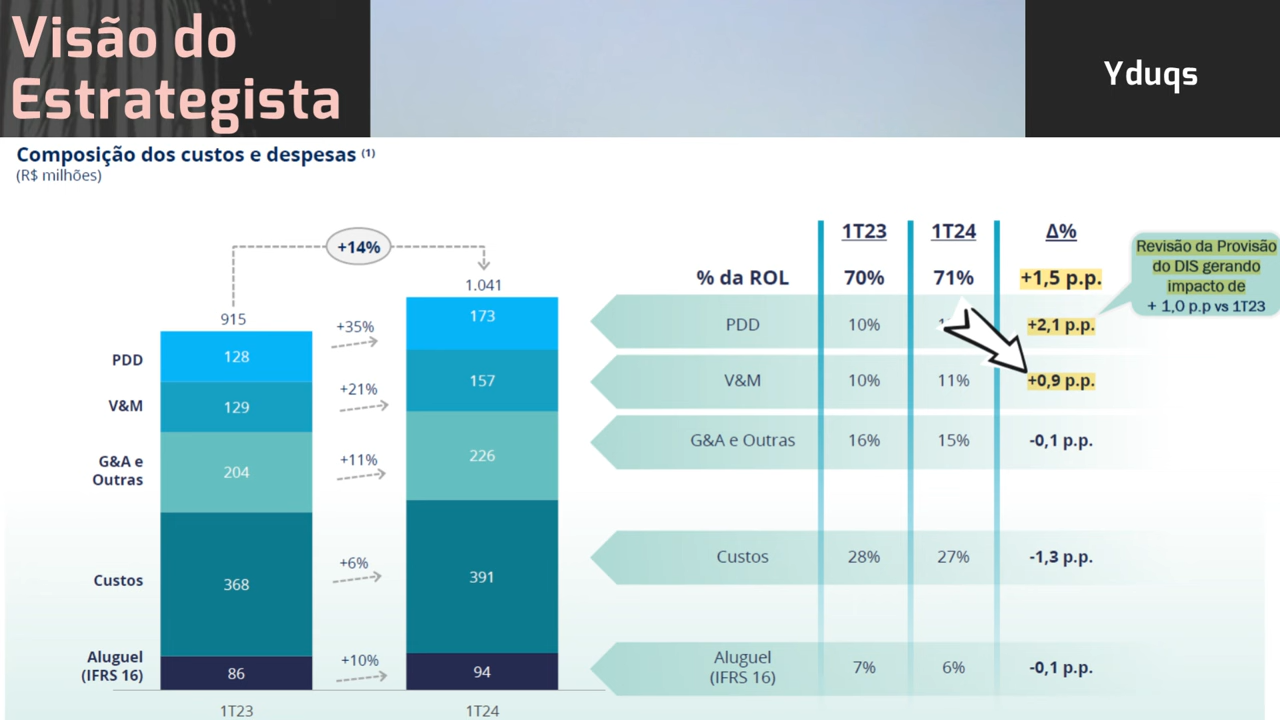 Visão do
Estrategista
Yduqs
Composição dos custos e despesas (1)
(R$ milhões)
+14%
915
1.041
PDD
128
+35%
173
V&M
129
+21%
157
G&A e
Outras
204
+11%
226
Custos
368
+6%
391
Aluguel
(IFRS 16)
86
+10%
94
1T23
1T24
1T23 1T24 Δ%
% da ROL 70% 71% +1,5 p.p.
PDD 10% +2,1 p.p.
V&M 10% 11% +0,9 p.p.
G&A e Outras 16% 15% -0,1 p.p.
Custos 28% 27% -1,3 p.p.
Aluguel
(IFRS 16) 7% 6% -0,1 p.p.
Revisão da Provisão
do DIS gerando
impacto de
+ 1,0 p.p vs 1T23